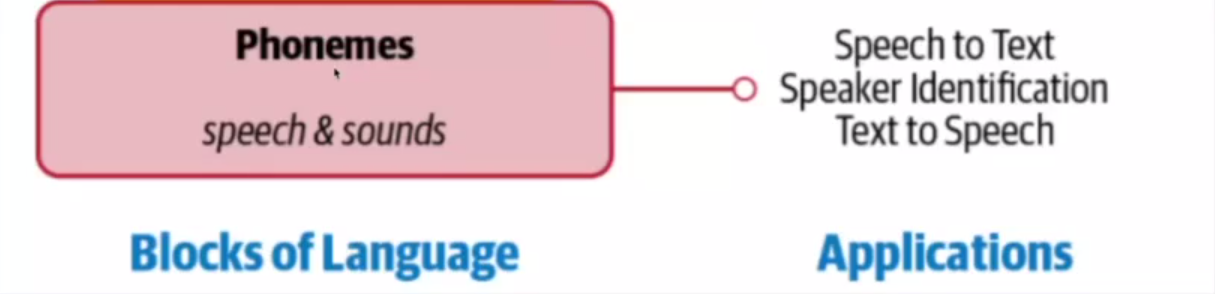 Phonemes
speech & sounds
Speech to Text
Speaker Identification
Text to Speech
Blocks of Language
Applications